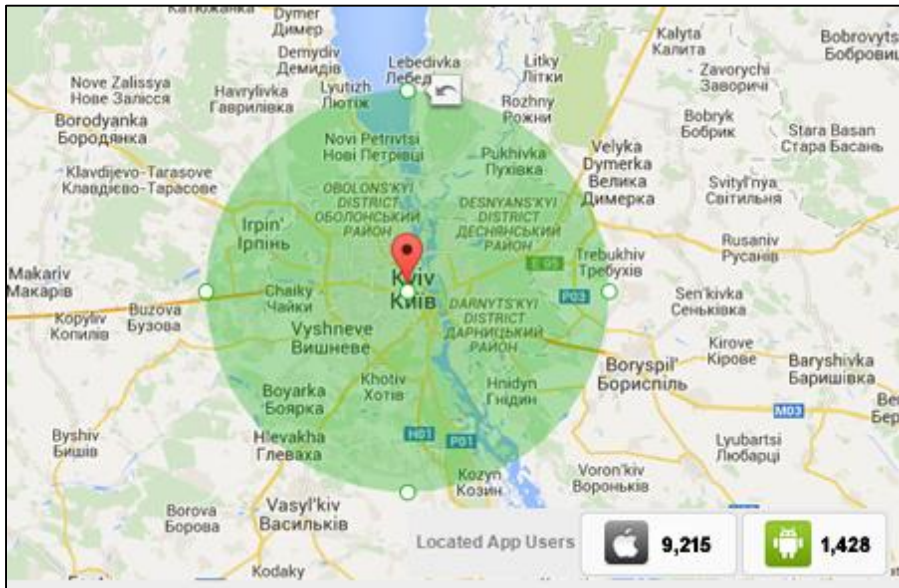 Катюжанка
Dymer
Димер
Kalyta
Калита
Bobrovyts
Бобровиц
Demydiv
Демидів
Lebedivka
Лебед
Litky
Літки
Zavorychi
Заворичі
Nove Zalissya
Нове Залісся
Havrylivka
Гаврилівка
Lyutizh
Лютіж
Rozhny
Рожни
Borodyanka
Бородянка
Bobryk
Бобрик
Stara Basan
Стара Басань
Novi Petrivtsi
Нові Петрівці
Pukhivka
Пухівка
Velyka
Dymerka
Велика
Димерка
Klavdijevo-Tarasove
Клавдієво-Тарасове
Svityl'nya
Світильня
OBOLONS'KYI
DISTRICT
ОБОЛОНСЬКИЙ
РАЙОН
DESNYANS'KYI
DISTRICT
ДЕСНЯНСЬКИЙ
РАЙОН
Irpin'
Ірпінь
Rusaniv
Русанів
Trebukhiv
Требухів
E 95
Makariv
Макарів
Kyiv
Київ
Chaiky
Чайки
P03
Sen'kivka
Сеньківка
Kopyliv
Копилів
Buzova
Бузова
DARNYTS'KYI
DISTRICT
ДАРНИЦЬКИЙ
РАЙОН
Vyshneve
Вишневе
Kirove
Кірове
Boryspil'
Бориспіль
Baryshivka
Баришівка
Khotiv
Хотів
Hnidyn
Гнідин
Boyarka
Боярка
M03
Byshiv
Бишів
Hlevakha
Глеваха
H01
P01
Lyubartsi
Любарці
Kozyn
Козин
Voron'kiv
Вороньків
Borova
Борова
Vasyl'kiv
Васильків
Kodaky
Located App Users
9,215
1,428